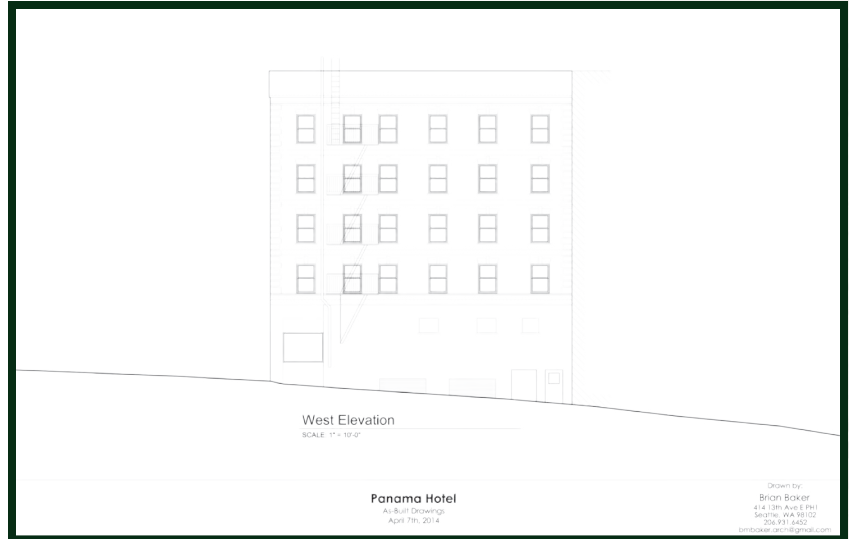 West Elevation
SCALE: 1" = 10'-0"
Panama Hotel
As-Built Drawings
April 7th, 2014
Drawn by:
Brian Baker
414 13th Ave E PH1
Seattle, WA 98102
206.931.6452
bmbaker.arch@gmail.com